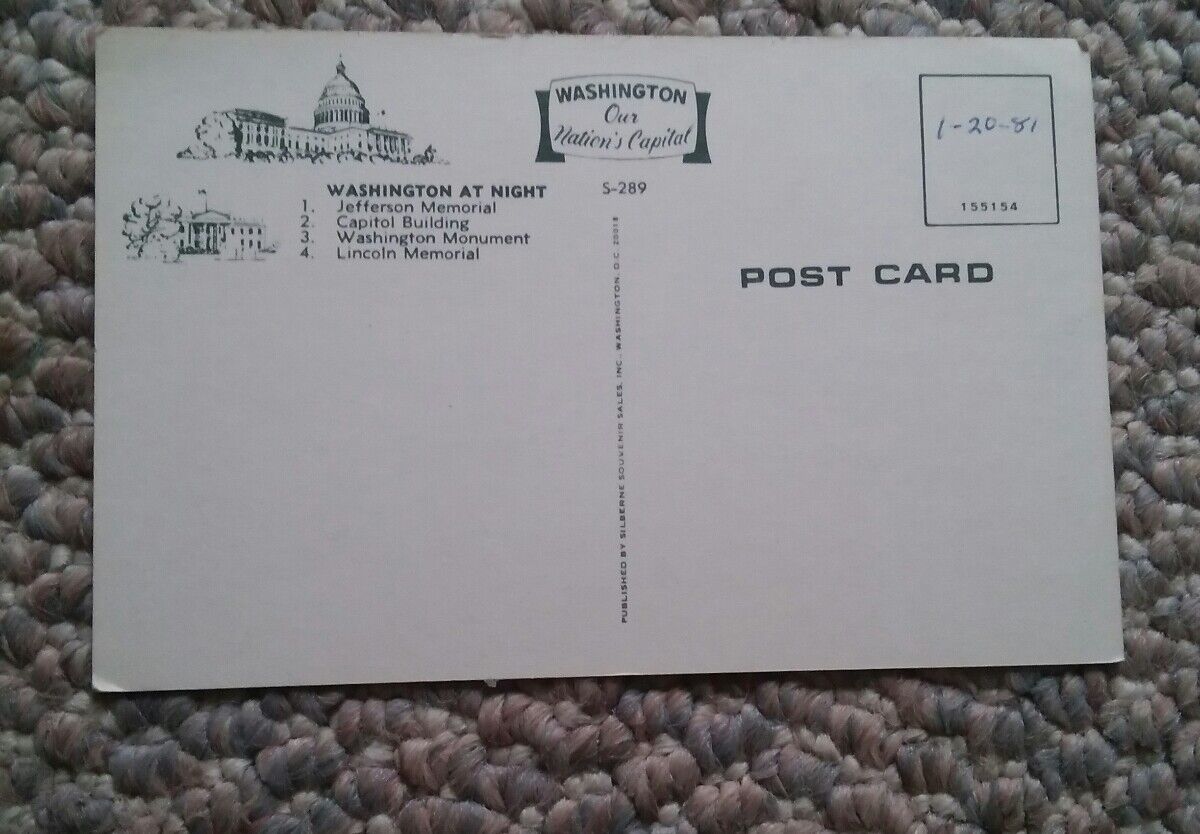 WASHINGTON
Our
Nation's Capital
WASHINGTON AT NIGHT
1. Jefferson Memorial
2. Capitol Building
3. Washington Monument
4. Lincoln Memorial
S-289
PUBLISHED BY SILBERNE SOUVENIR SALES, INC., WASHINGTON, D.C. 20018
1-20-81
155154
POST CARD